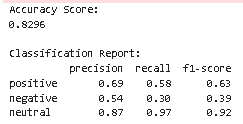 Accuracy Score:
0.8296
Classification Report:
precision recall f1-score
positive 0.69 0.58 0.63
negative 0.54 0.30 0.39
neutral 0.87 0.97 0.92